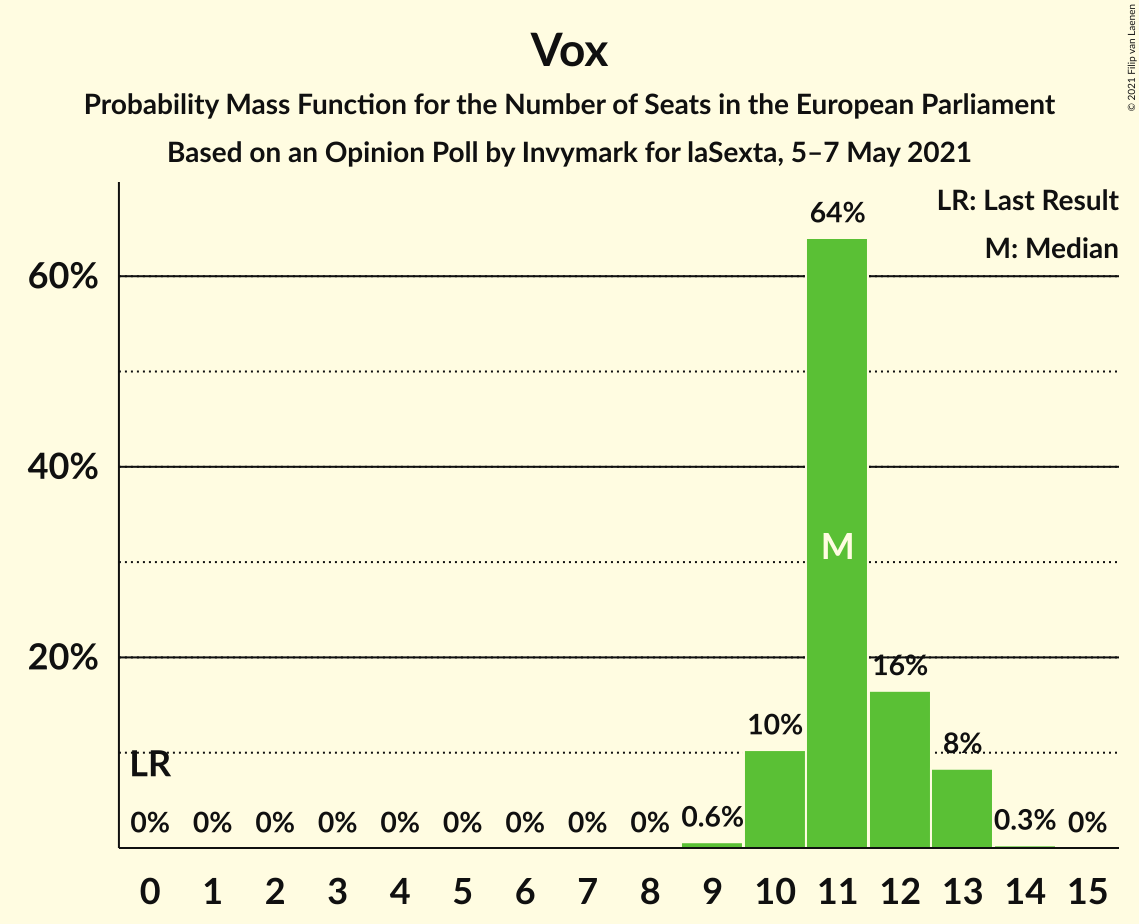 Vox
Probability Mass Function for the Number of Seats in the European Parliament
Based on an Opinion Poll by Invymark for laSexta, 5–7 May 2021
© 2021 Filip van Laenen
LR: Last Result
M: Median
60%
40%
20%
64%
M
16%
10%
8%
LR
0% 0% 0% 0% 0% 0% 0% 0% 0% 0.6% 0.3% 0%
0 1 2 3 4 5 6 7 8 9 10 11 12 13 14 15